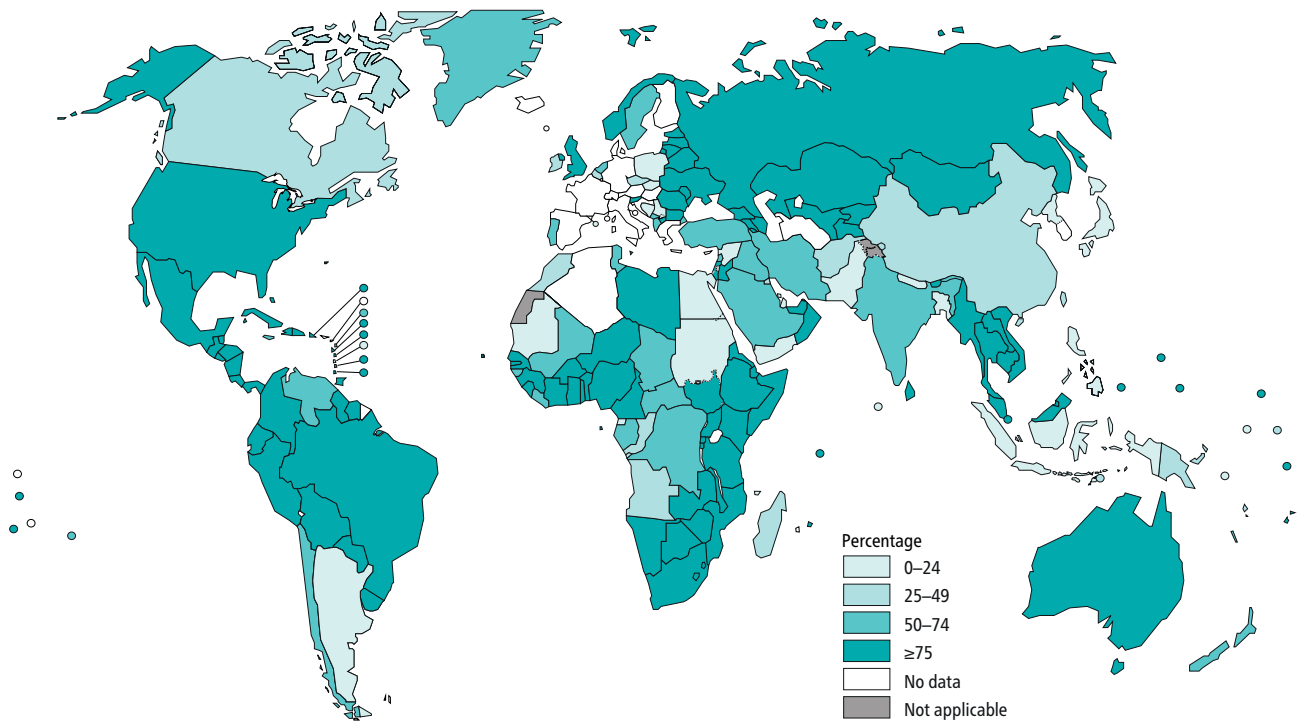 Percentage
0–24
25–49
50–74
≥75
No data
Not applicable